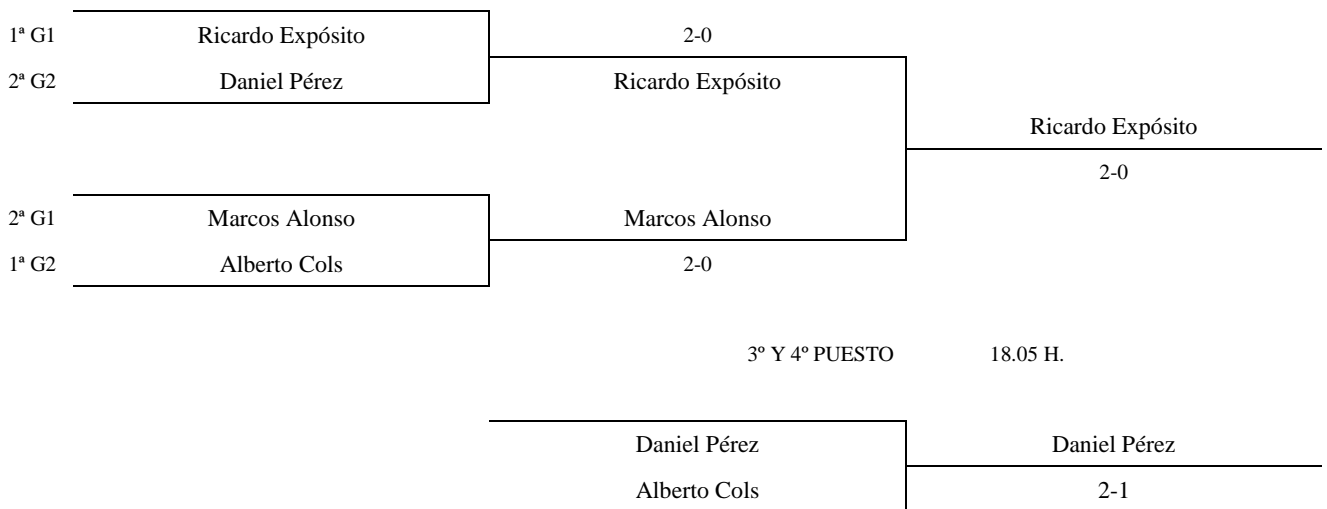 1ª G1 Ricardo Expósito 2-0
2ª G2 Daniel Pérez Ricardo Expósito
Ricardo Expósito
2-0
2ª G1 Marcos Alonso Marcos Alonso
1ª G2 Alberto Cols 2-0
3º Y 4º PUESTO 18.05 H.
Daniel Pérez Daniel Pérez
Alberto Cols 2-1